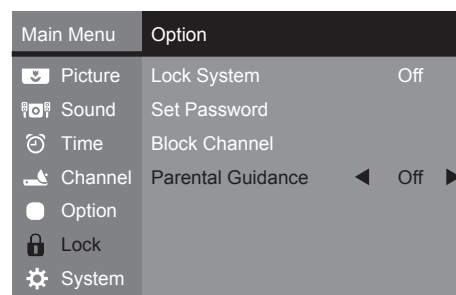 Main Menu
Option
Picture
Sound
Time
Channel
Option
Lock
System
Lock System Off
Set Password
Block Channel
Parental Guidance ◀ Off ▶